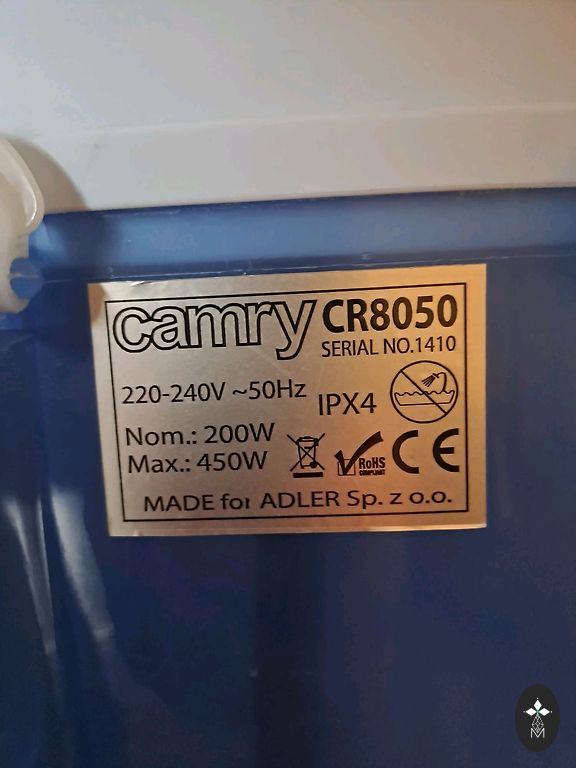 camry CR8050
SERIAL NO.1410
220-240V ~50Hz IPX4
Nom.: 200W
Max.: 450W
RoHS
COMPLIANT
CE
MADE for ADLER Sp. z o.o.
M